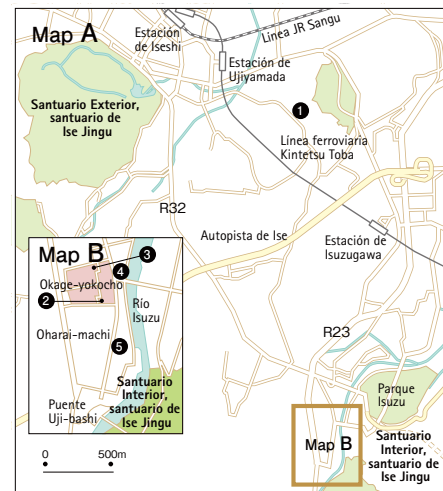 Map A
Estación
de Iseshi
Línea JR Sangu
Estación de
Ujiyamada
Santuario Exterior,
santuario de
Ise Jingu
1
Línea ferroviaria
Kintetsu Toba
R32
Autopista de Ise
Estación de
Isuzugawa
R23
Map B
3
4
Okage-yokocho
2
Río
Isuzu
Oharai-machi
5
Santuario
Interior,
santuario de
Ise Jingu
Puente
Uji-bashi
0 500m
Parque
Isuzu
Map B
Santuario
Interior,
santuario de
Ise Jingu